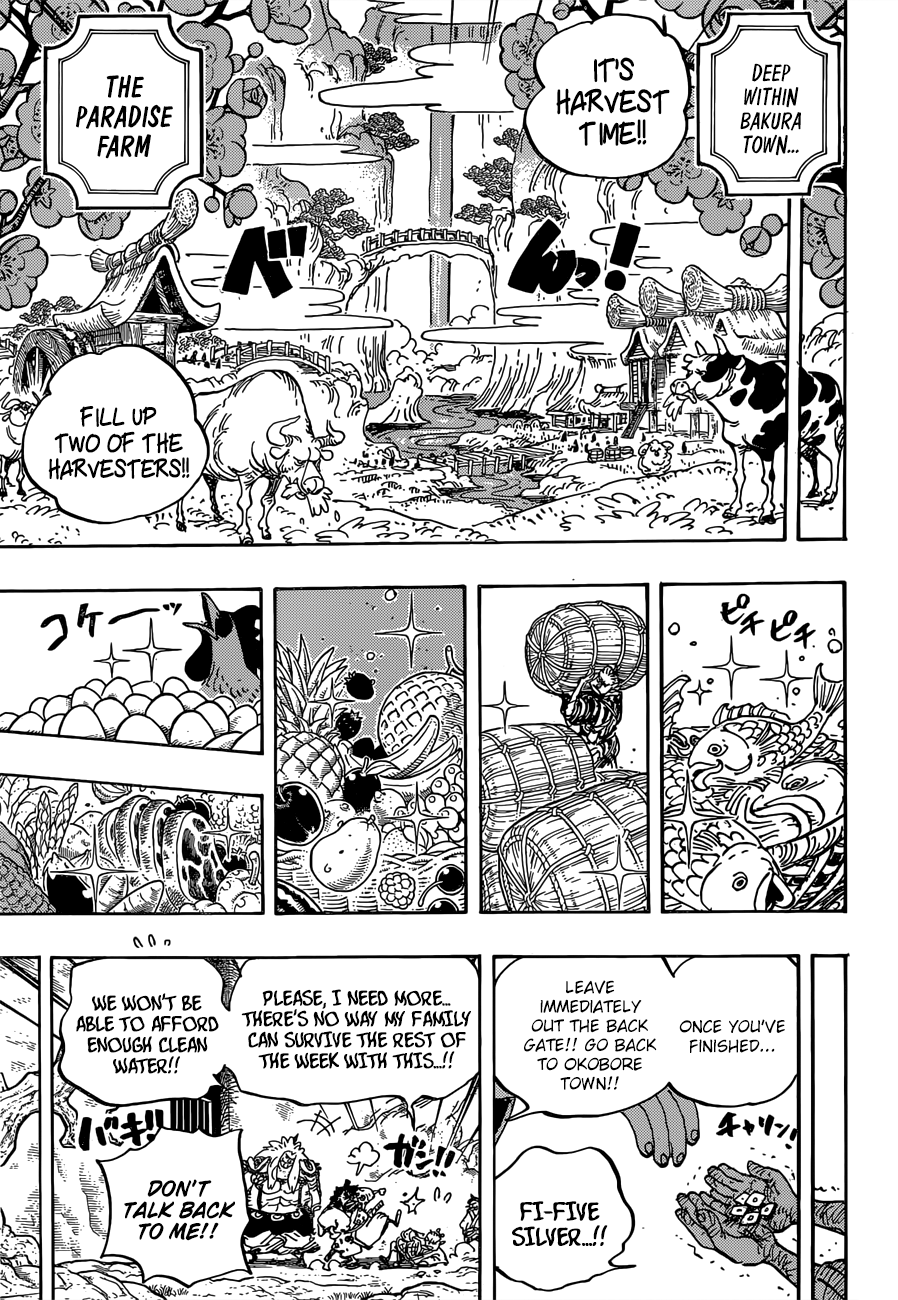 DEEP
WITHIN
BAKURA
TOWN...
IT'S
HARVEST
TIME!!
THE
PARADISE
FARM
べんっ!
FILL UP
TWO OF THE
HARVESTERS!!
ピチピチ
コケーーッ
ONCE YOU'VE
FINISHED...
LEAVE
IMMEDIATELY
OUT THE BACK
GATE!! GO BACK
TO OKOBORE
TOWN!!
チャリン!
FI-FIVE
SILVER...!!
PLEASE, I NEED MORE...
THERE'S NO WAY MY FAMILY
CAN SURVIVE THE REST OF
THE WEEK WITH THIS...!!
WE WON'T BE
ABLE TO AFFORD
ENOUGH CLEAN
WATER!!
ガシ!!
バキ!!
DON'T
TALK BACK
TO ME!!